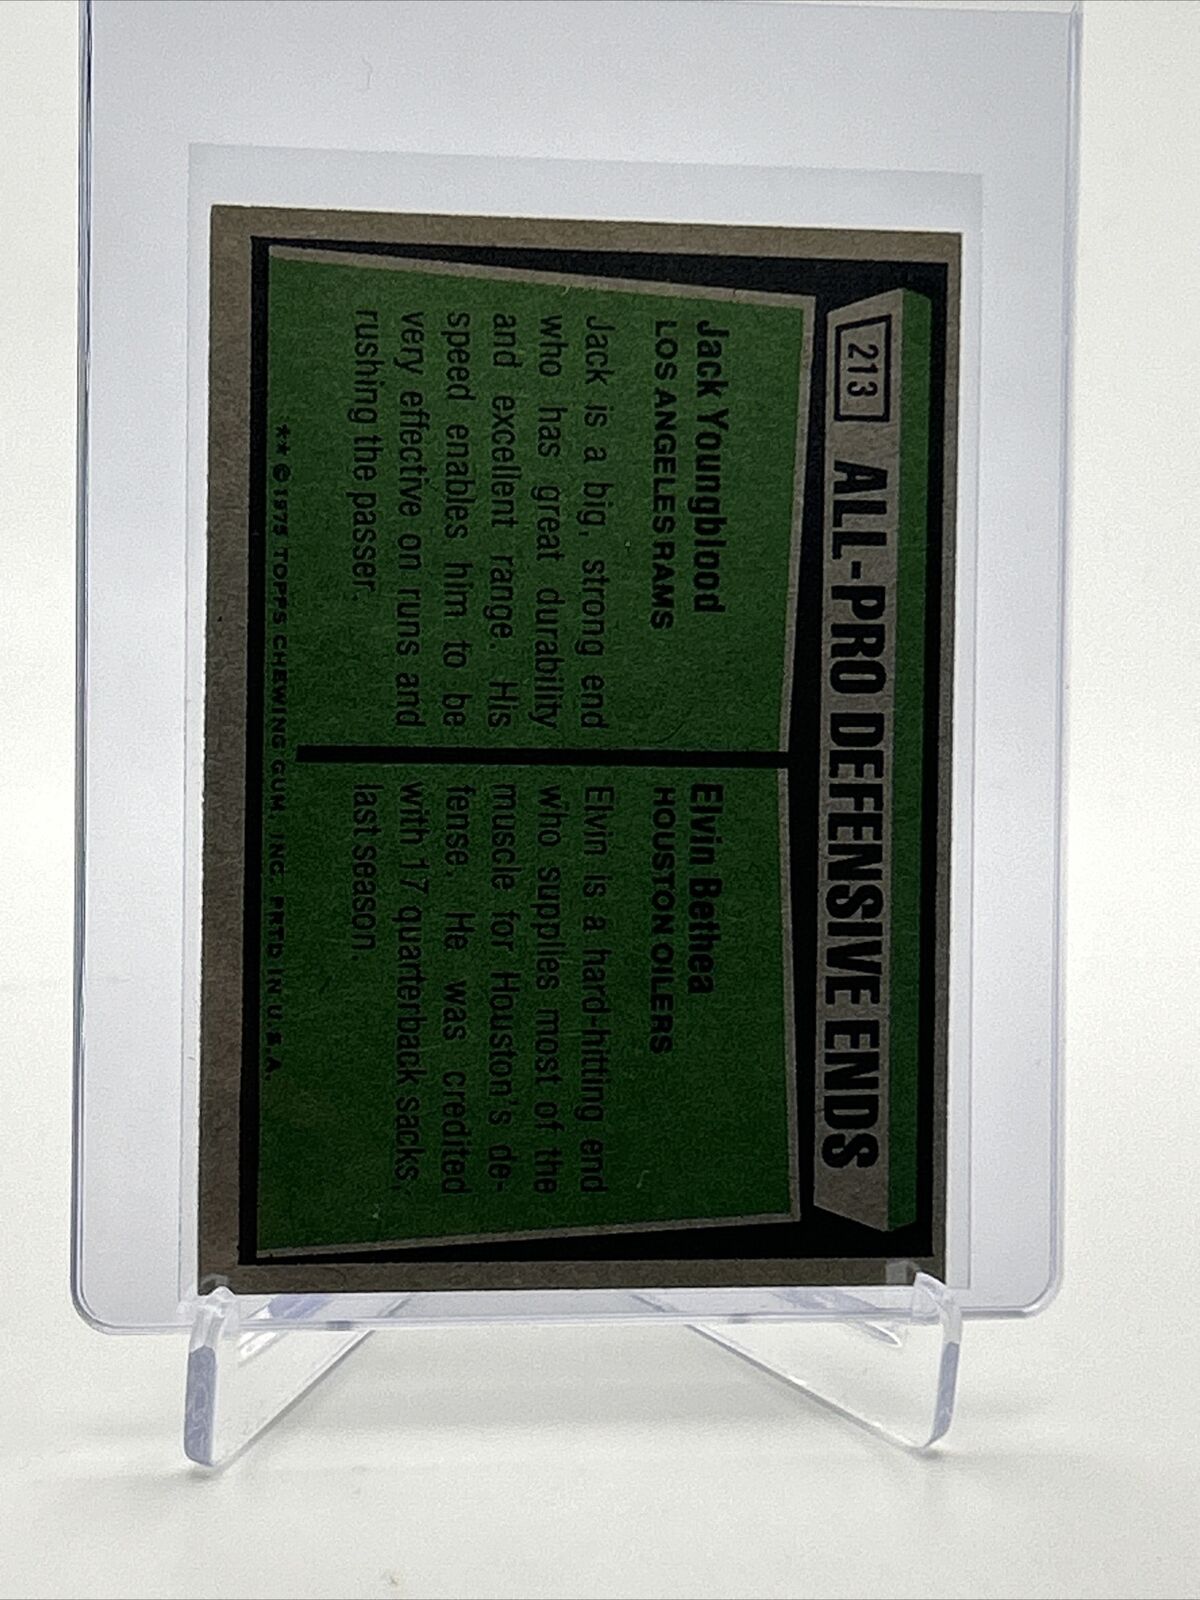 213 ALL-PRO DEFENSIVE ENDS
Jack Youngblood
LOS ANGELES RAMS
Jack is a big, strong end
who has great durability
and excellent range. His
speed enables him to be
very effective on runs and
rushing the passer.
Elvin Bethea
HOUSTON OILERS
Elvin is a hard-hitting end
who supplies most of the
muscle for Houston's de-
fense. He was credited
with 17 quarterback sacks,
last season.
** © 1975 TOPPS CHEWING GUM, INC. PRTD IN U.S.A.